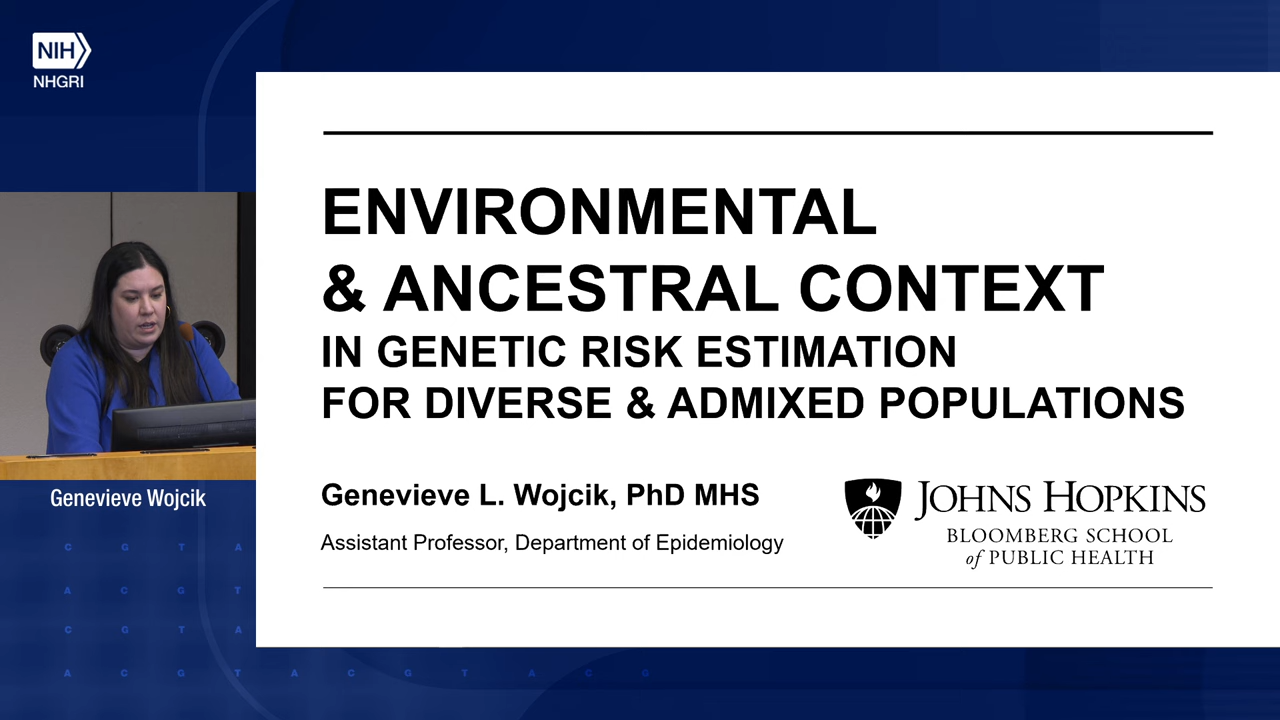 NIH
NHGRI
ENVIRONMENTAL
& ANCESTRAL CONTEXT
IN GENETIC RISK ESTIMATION
FOR DIVERSE & ADMIXED POPULATIONS
Genevieve L. Wojcik, PhD MHS
Assistant Professor, Department of Epidemiology
JOHNS HOPKINS
BLOOMBERG SCHOOL
of PUBLIC HEALTH
Genevieve Wojcik
C G T A
A C G T
C G T A
A C G T A C G T A C G